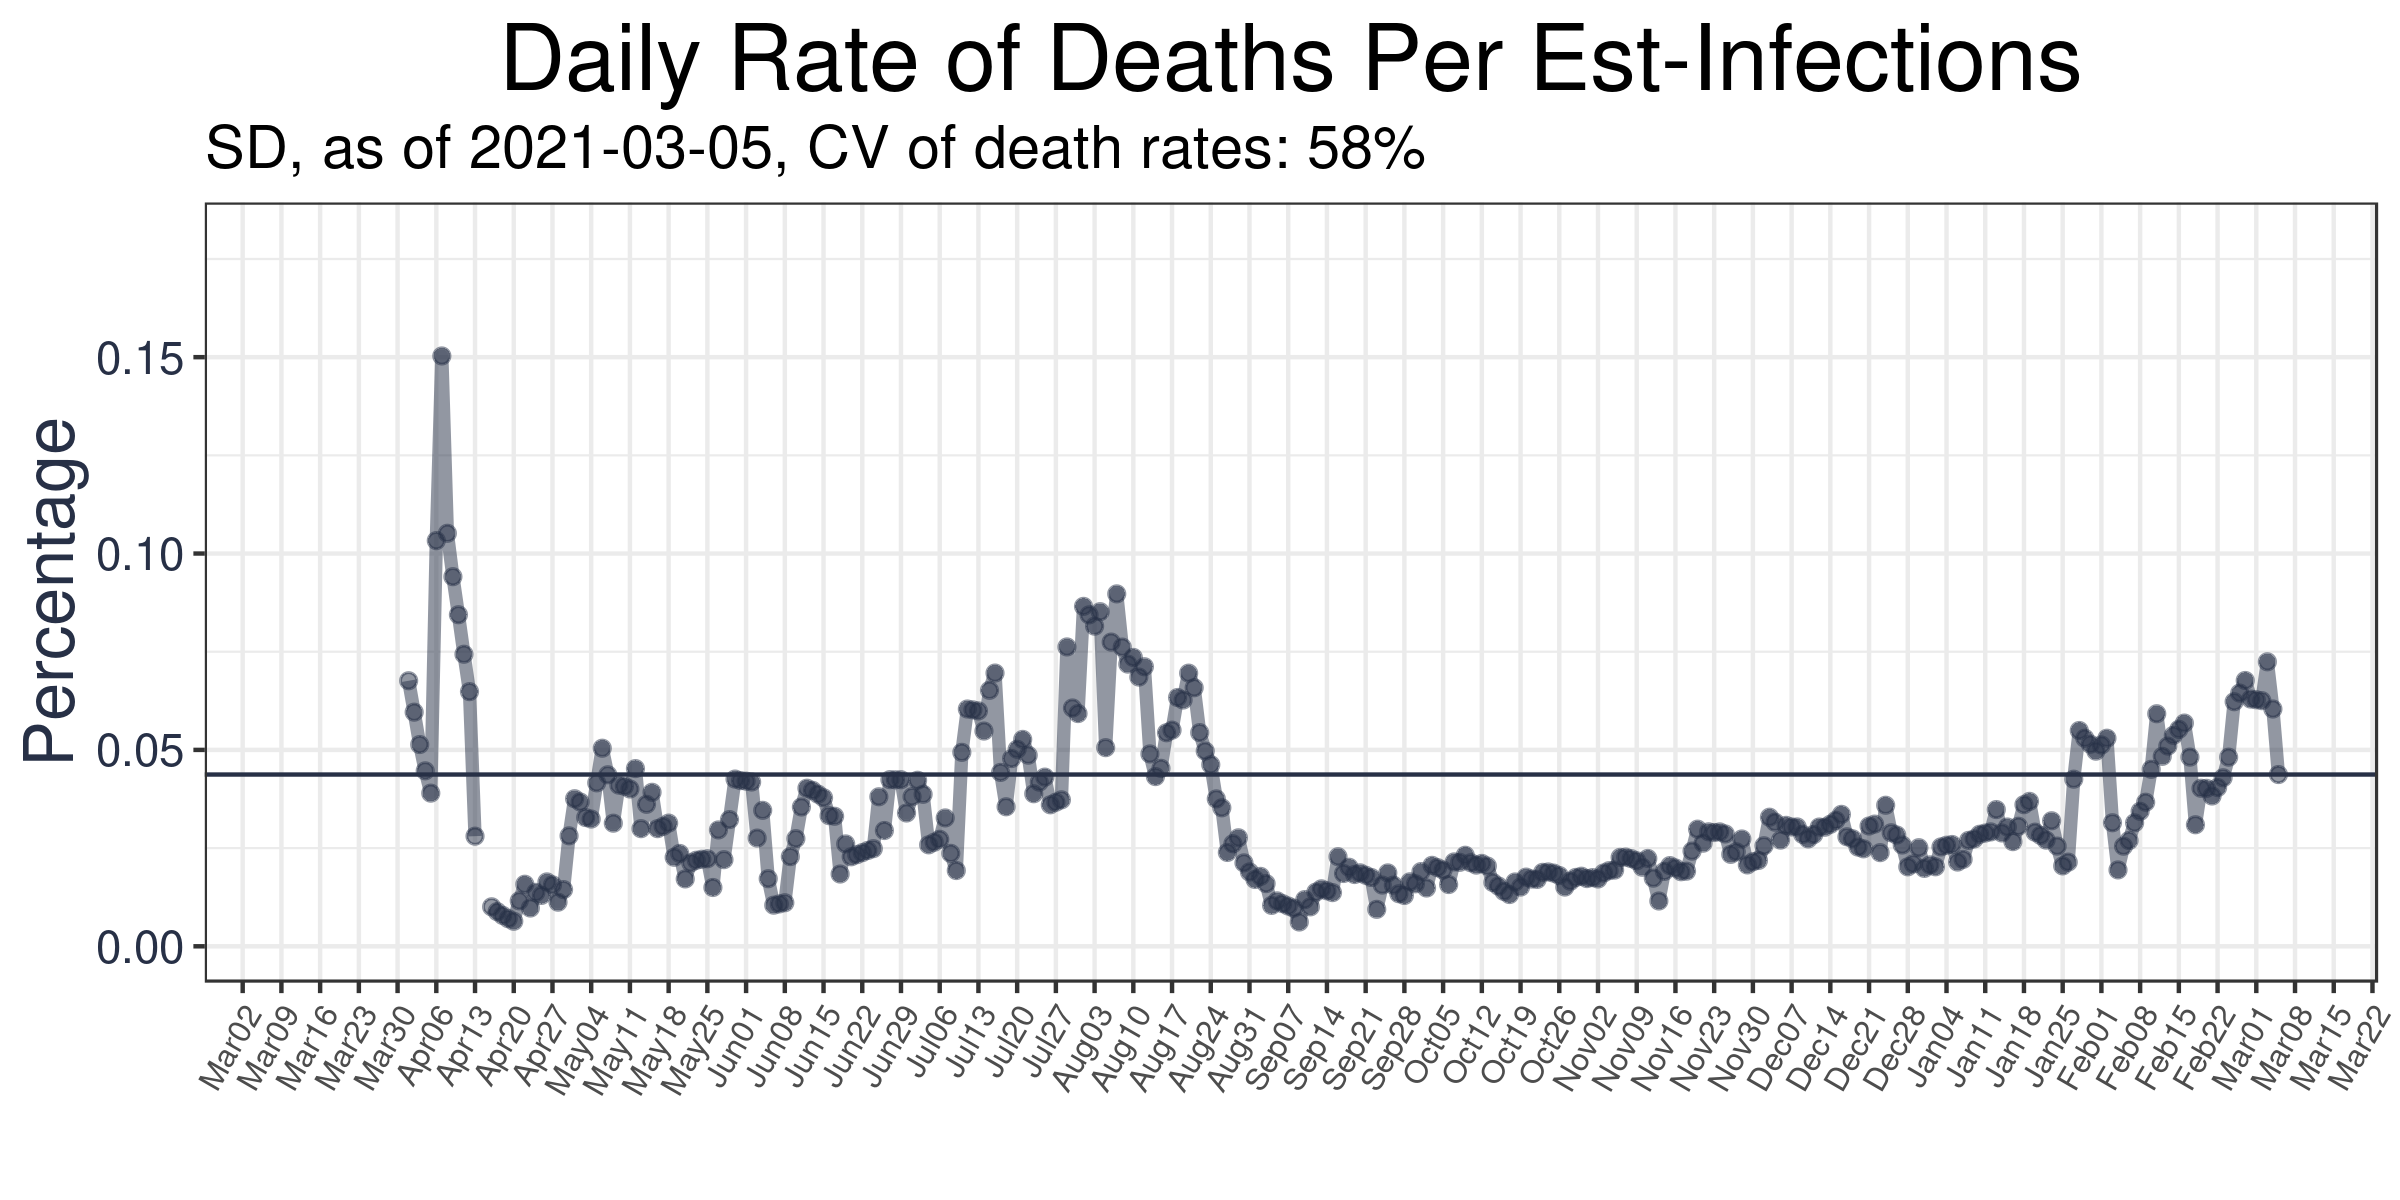 Daily Rate of Deaths Per Est-Infections
SD, as of 2021-03-05, CV of death rates: 58%
Percentage
0.15
0.10
0.05
0.00
Mar02 Mar09 Mar16 Mar23 Mar30 Apr06 Apr13 Apr20 Apr27 May04 May11 May18 May25 Jun01 Jun08 Jun15 Jun22 Jun29 Jul06 Jul13 Jul20 Jul27 Aug03 Aug10 Aug17 Aug24 Aug31 Sep07 Sep14 Sep21 Sep28 Oct05 Oct12 Oct19 Oct26 Nov02 Nov09 Nov16 Nov23 Nov30 Dec07 Dec14 Dec21 Dec28 Jan04 Jan11 Jan18 Jan25 Feb01 Feb08 Feb15 Feb22 Mar01 Mar08 Mar15 Mar22